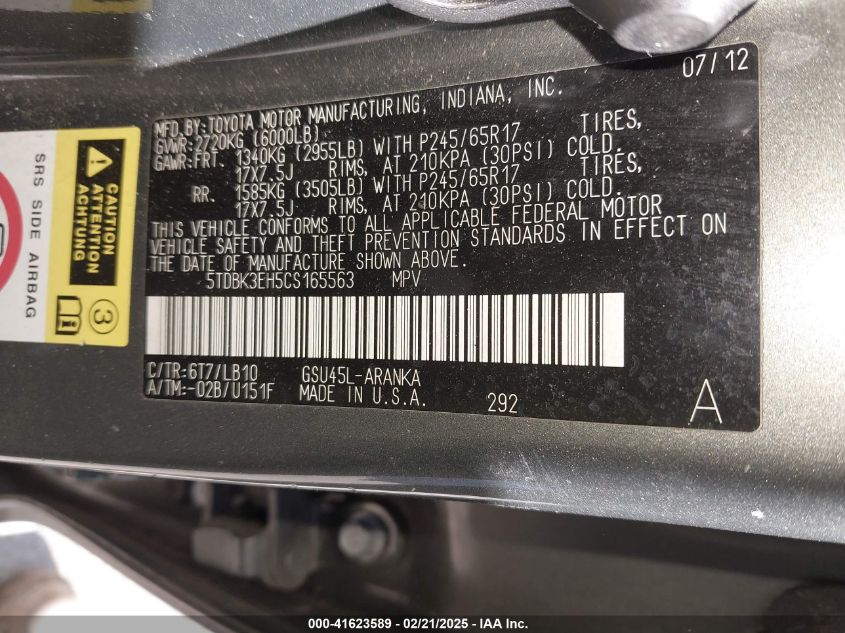 07/12
MFD.BY:TOYOTA MOTOR MANUFACTURING, INDIANA, INC.
GVWR:2720KG (6000LB)
GAWR:FRT. 1340KG (2955LB) WITH P245/65R17 TIRES,
17X7.5J RIMS, AT 210KPA (30PSI) COLD.
RR. 1585KG (3505LB) WITH P245/65R17 TIRES,
17X7.5J RIMS, AT 210KPA (30PSI) COLD.
THIS VEHICLE CONFORMS TO ALL APPLICABLE FEDERAL MOTOR
VEHICLE SAFETY AND THEFT PREVENTION STANDARDS IN EFFECT ON
THE DATE OF MANUFACTURE SHOWN ABOVE.
5TDBK3EH5CS165563 MPV
C/TR:6T7/LB10 GSU45L-ARANKA
A/TM:-02B/U151F MADE IN U.S.A. 292 A
SRS SIDE AIRBAG
CAUTION
ATTENTION
ACHTUNG
3
000-41623589 - 02/21/2025 - IAA Inc.